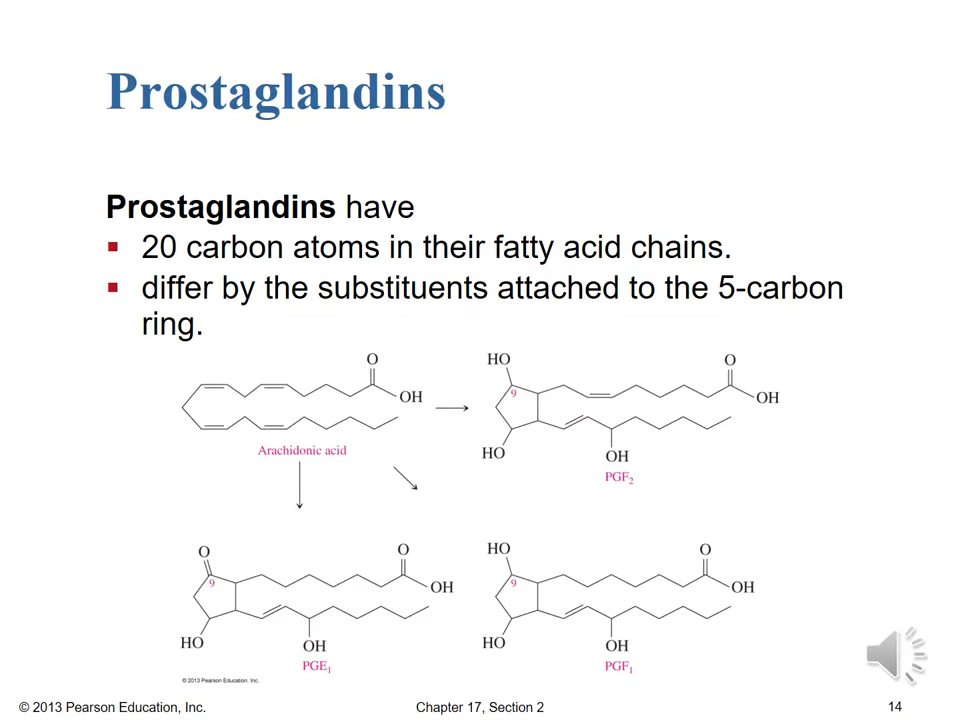 Prostaglandins
Prostaglandins have
▪ 20 carbon atoms in their fatty acid chains.
▪ differ by the substituents attached to the 5-carbon
ring.
O
OH
Arachidonic acid
HO
9
O
OH
HO
OH
PGF₂
O
9
O
OH
HO
OH
PGE₁
HO
9
O
OH
HO
OH
PGF₁
© 2013 Pearson Education, Inc.
© 2013 Pearson Education, Inc.
Chapter 17, Section 2
14